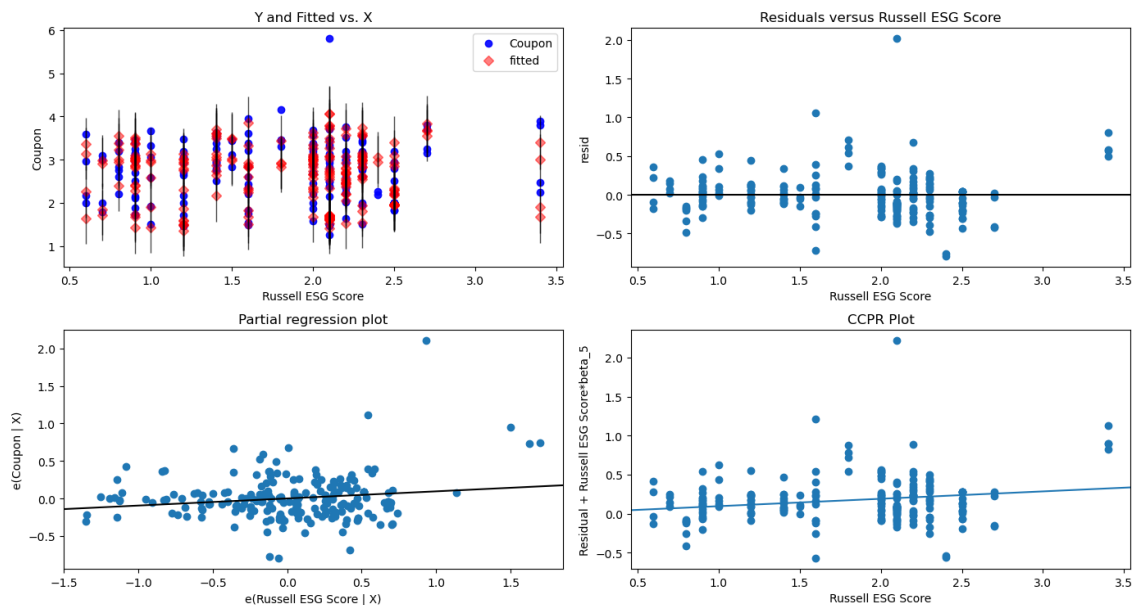 Y and Fitted vs. X
6
5
4
3
2
1
Coupon
Coupon
fitted
0.5 1.0 1.5 2.0 2.5 3.0 3.5
Russell ESG Score
Residuals versus Russell ESG Score
2.0
1.5
1.0
0.5
0.0
−0.5
resid
0.5 1.0 1.5 2.0 2.5 3.0 3.5
Russell ESG Score
Partial regression plot
2.0
1.5
1.0
0.5
0.0
−0.5
e(Coupon | X)
−1.5 −1.0 −0.5 0.0 0.5 1.0 1.5
e(Russell ESG Score | X)
CCPR Plot
2.0
1.5
1.0
0.5
0.0
−0.5
Residual + Russell ESG Score*beta_5
0.5 1.0 1.5 2.0 2.5 3.0 3.5
Russell ESG Score